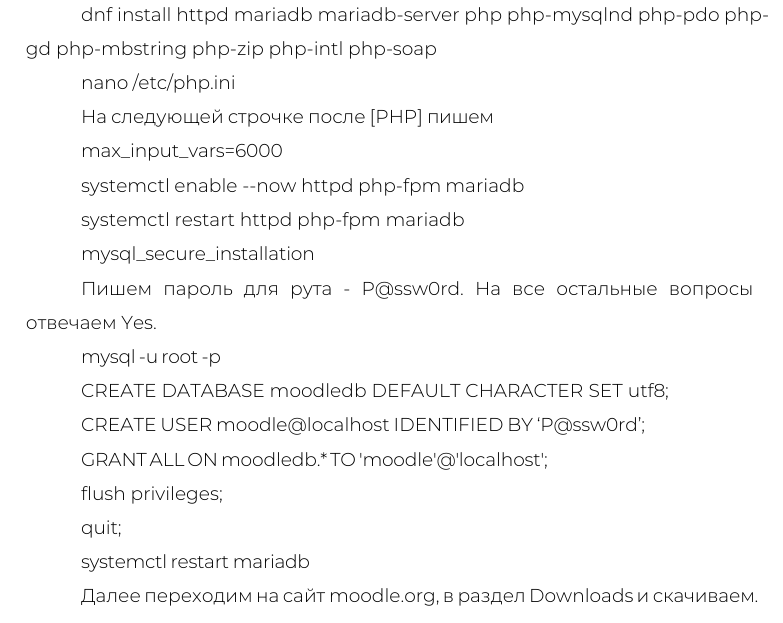 dnf install httpd mariadb mariadb-server php php-mysqlnd php-pdo php-
gd php-mbstring php-zip php-intl php-soap
nano /etc/php.ini
На следующей строчке после [PHP] пишем
max_input_vars=6000
systemctl enable --now httpd php-fpm mariadb
systemctl restart httpd php-fpm mariadb
mysql_secure_installation
Пишем пароль для рута - P@ssw0rd. На все остальные вопросы
отвечаем Yes.
mysql -u root -p
CREATE DATABASE moodledb DEFAULT CHARACTER SET utf8;
CREATE USER moodle@localhost IDENTIFIED BY ‘P@ssw0rd’;
GRANT ALL ON moodledb.* TO 'moodle'@'localhost';
flush privileges;
quit;
systemctl restart mariadb
Далее переходим на сайт moodle.org, в раздел Downloads и скачиваем.